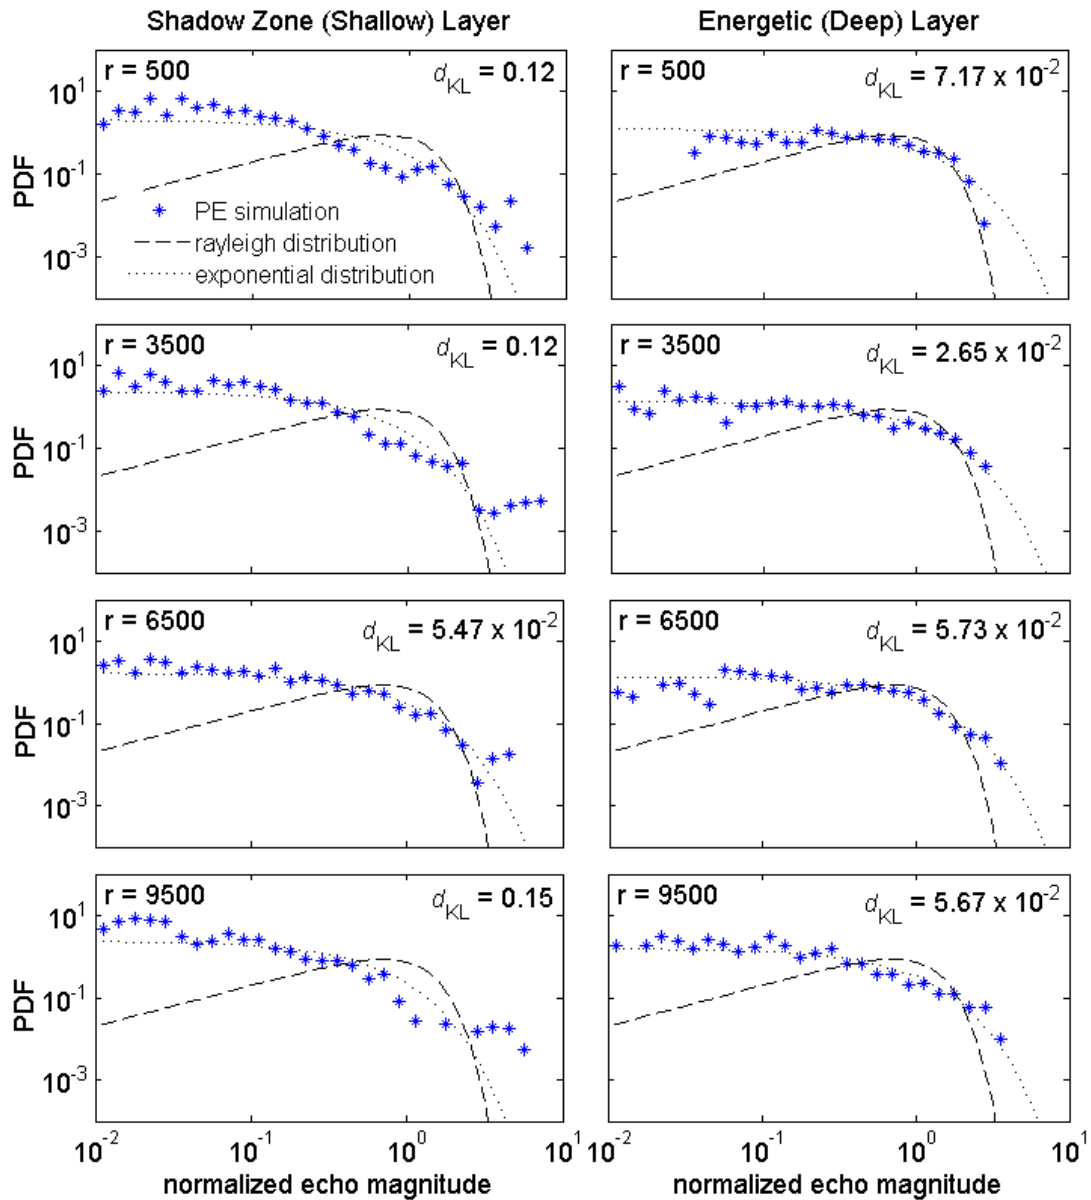 Shadow Zone (Shallow) Layer
Energetic (Deep) Layer
r = 500
d_KL = 0.12
r = 500
d_KL = 7.17 x 10^-2
10^1
10^-1
10^-3
PDF
PE simulation
rayleigh distribution
exponential distribution
r = 3500
d_KL = 0.12
r = 3500
d_KL = 2.65 x 10^-2
10^1
10^-1
10^-3
PDF
r = 6500
d_KL = 5.47 x 10^-2
r = 6500
d_KL = 5.73 x 10^-2
10^1
10^-1
10^-3
PDF
r = 9500
d_KL = 0.15
r = 9500
d_KL = 5.67 x 10^-2
10^1
10^-1
10^-3
PDF
10^-2 10^-1 10^0 10^1
10^-2 10^-1 10^0 10^1
normalized echo magnitude
normalized echo magnitude